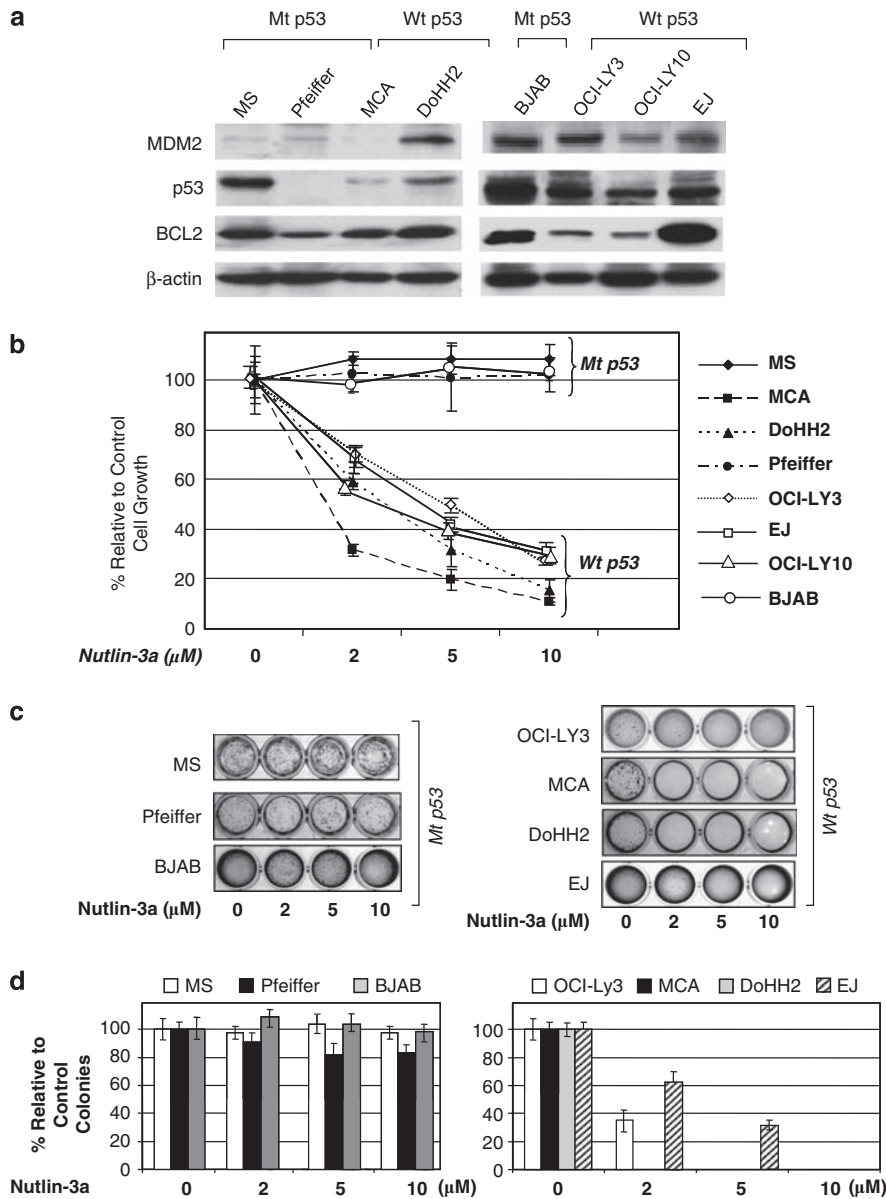 a
Mt p53 Wt p53 Mt p53 Wt p53
MS Pfeiffer MCA DoHH2 BJAB OCI-LY3 OCI-LY10 EJ
MDM2
p53
BCL2
β-actin
b
% Relative to Control
Cell Growth
100
80
60
40
20
0
Mt p53
Wt p53
Nutlin-3a (μM) 0 2 5 10
MS
MCA
DoHH2
Pfeiffer
OCI-LY3
EJ
OCI-LY10
BJAB
c
MS
Pfeiffer
BJAB
Nutlin-3a (μM) 0 2 5 10
Mt p53
OCI-LY3
MCA
DoHH2
EJ
Nutlin-3a (μM) 0 2 5 10
Wt p53
d
MS Pfeiffer BJAB
% Relative to
Control
Colonies
100
80
60
40
20
0
Nutlin-3a 0 2 5 10 (μM)
OCI-Ly3 MCA DoHH2 EJ
100
80
60
40
20
0
0 2 5 10 (μM)